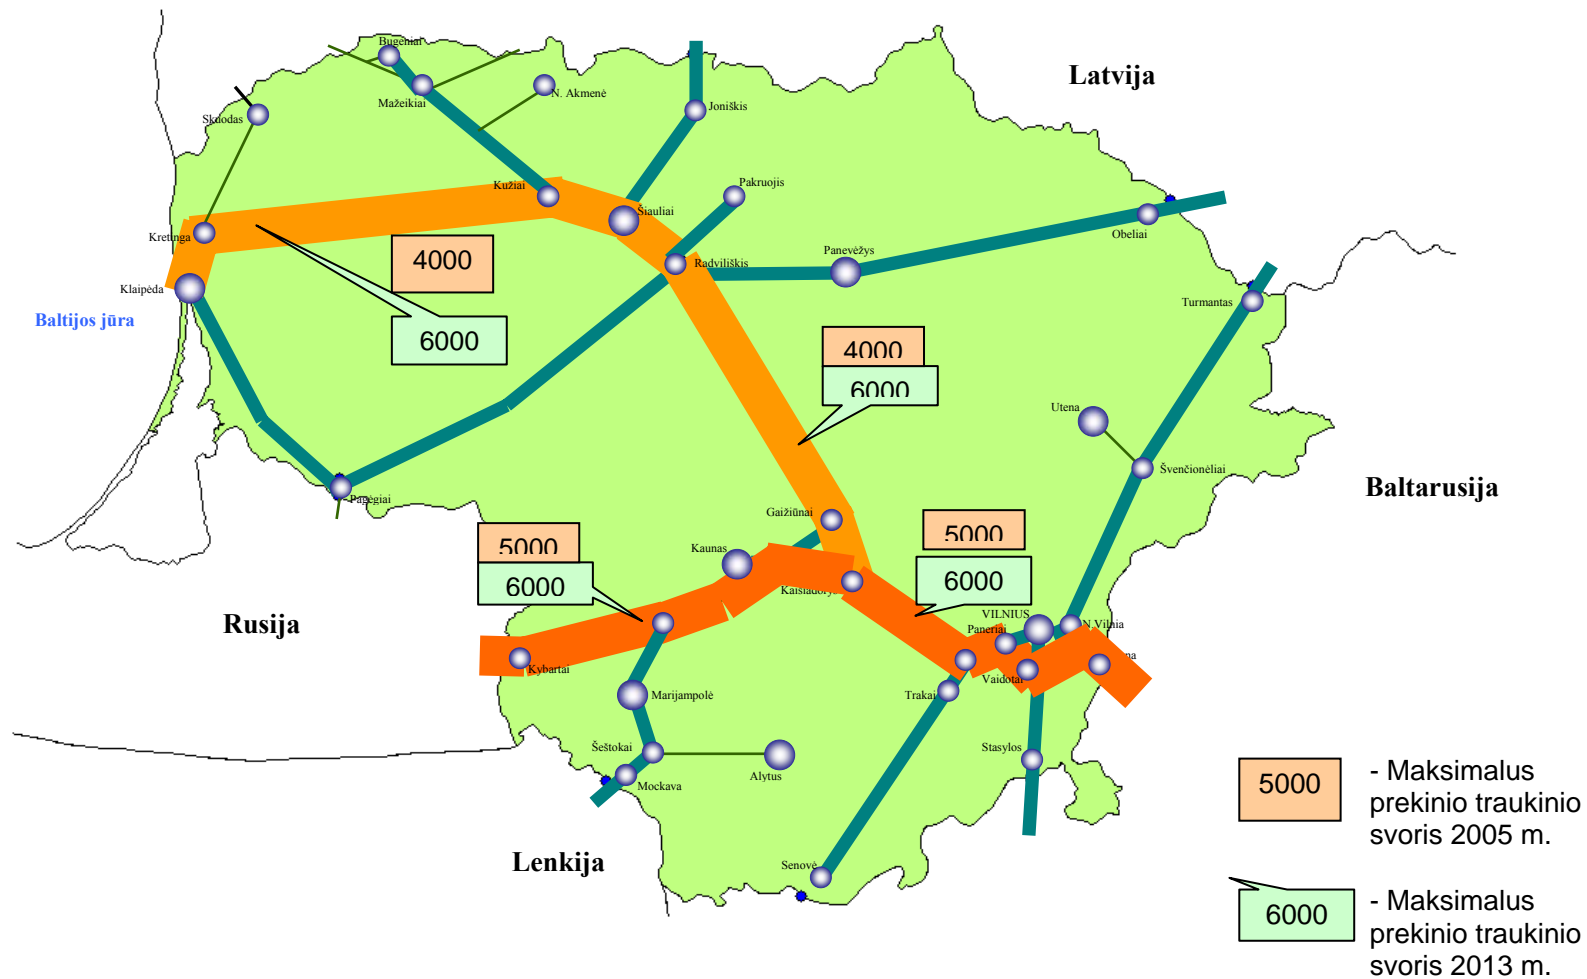 Bugeniai
Latvija
Mažeikiai
N. Akmenė
Skuodas
Joniškis
Kužiai
Pakruojis
Šiauliai
Kretinga
Obeliai
Panevėžys
Radviliškis
4000
Klaipėda
Turmantas
Baltijos jūra
6000
4000
6000
Utena
Švenčionėliai
Baltarusija
Pagėgiai
Gaižiūnai
5000
5000
Kaunas
6000
6000
Kaišiadorys
Rusija
VILNIUS
N.Vilnia
Paneriai
Kybartai
Vaidotai
Marijampolė
Trakai
Šeštokai
Stasylos
Alytus
Mockava
Lenkija
Senovė
5000
- Maksimalus
prekinio traukinio
svoris 2005 m.
6000
- Maksimalus
prekinio traukinio
svoris 2013 m.